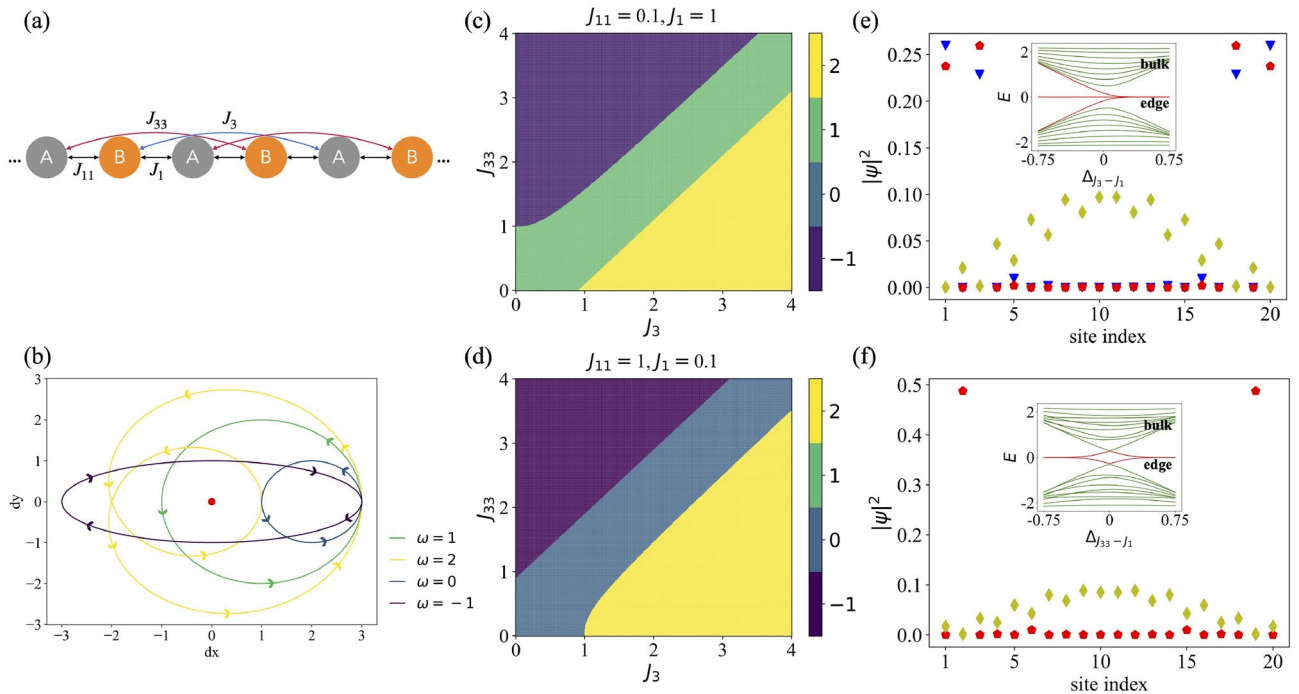 (a)
J₃₃
J₃
... A B A B A B ...
J₁₁
J₁
(b)
3
2
1
0
−1
−2
−3
dy
−3 −2 −1 0 1 2 3
dx
ω = 1
ω = 2
ω = 0
ω = −1
(c)
J₁₁ = 0.1, J₁ = 1
4
3
2
1
0
J₃₃
0 1 2 3 4
J₃
2
1
0
−1
(d)
J₁₁ = 1, J₁ = 0.1
4
3
2
1
0
J₃₃
0 1 2 3 4
J₃
2
1
0
−1
(e)
0.25
0.20
0.15
0.10
0.05
0.00
|ψ|²
1 5 10 15 20
site index
2
0
−2
E
bulk
edge
−0.75 0 0.75
Δ_{J₃ − J₁}
(f)
0.5
0.4
0.3
0.2
0.1
0.0
|ψ|²
1 5 10 15 20
site index
2
0
−2
E
bulk
edge
−0.75 0 0.75
Δ_{J₃₃ − J₁}